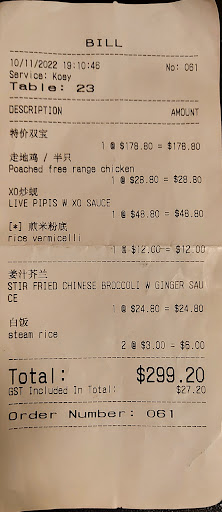 BILL
10/11/2022 19:10:46 No: 061
Service: Koey
Table: 23
DESCRIPTION AMOUNT
特价双宝
1 @ $178.80 = $178.80
走地鸡 / 半只
Poached free range chicken
1 @ $28.80 = $28.80
XO炒蚬
LIVE PIPIS W XO SAUCE
1 @ $48.80 = $48.80
[*] 煎米粉底
rice vermicelli
1 @ $12.00 = $12.00
姜汁芥兰
STIR FRIED CHINESE BROCCOLI W GINGER SAU
CE
1 @ $24.80 = $24.80
白饭
steam rice
2 @ $3.00 = $6.00
Total: $299.20
GST Included In Total: $27.20
Order Number: 061